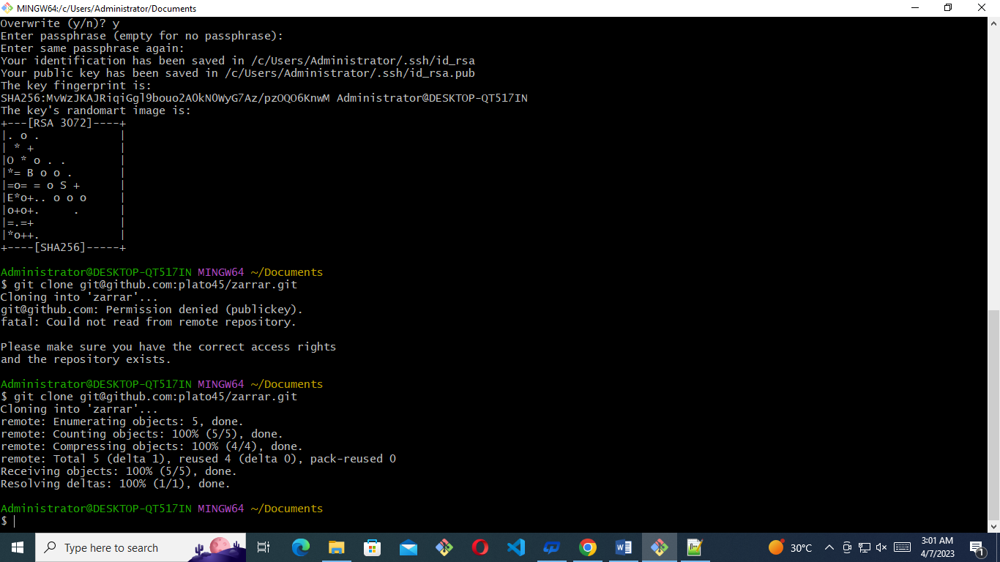 MINGW64:/c/Users/Administrator/Documents
Overwrite (y/n)? y
Enter passphrase (empty for no passphrase):
Enter same passphrase again:
Your identification has been saved in /c/Users/Administrator/.ssh/id_rsa
Your public key has been saved in /c/Users/Administrator/.ssh/id_rsa.pub
The key fingerprint is:
SHA256:MvWzJKAJRiqiGgl9bouo2A0kN0WyG7Az/pzOQO6KnwM Administrator@DESKTOP-QT517IN
The key's randomart image is:
+---[RSA 3072]----+
|. o .            |
| * +             |
|O * o . .        |
|*= B o o .       |
|=o= = o S +      |
|E*o+.. o o o     |
|o+o+.     .      |
|=.=+             |
|*o++.            |
+----[SHA256]-----+
Administrator@DESKTOP-QT517IN MINGW64 ~/Documents
$ git clone git@github.com:plato45/zarrar.git
Cloning into 'zarrar'...
git@github.com: Permission denied (publickey).
fatal: Could not read from remote repository.
Please make sure you have the correct access rights
and the repository exists.
Administrator@DESKTOP-QT517IN MINGW64 ~/Documents
$ git clone git@github.com:plato45/zarrar.git
Cloning into 'zarrar'...
remote: Enumerating objects: 5, done.
remote: Counting objects: 100% (5/5), done.
remote: Compressing objects: 100% (4/4), done.
remote: Total 5 (delta 1), reused 4 (delta 0), pack-reused 0
Receiving objects: 100% (5/5), done.
Resolving deltas: 100% (1/1), done.
Administrator@DESKTOP-QT517IN MINGW64 ~/Documents
$
Type here to search
30°C
3:01 AM
4/7/2023
1